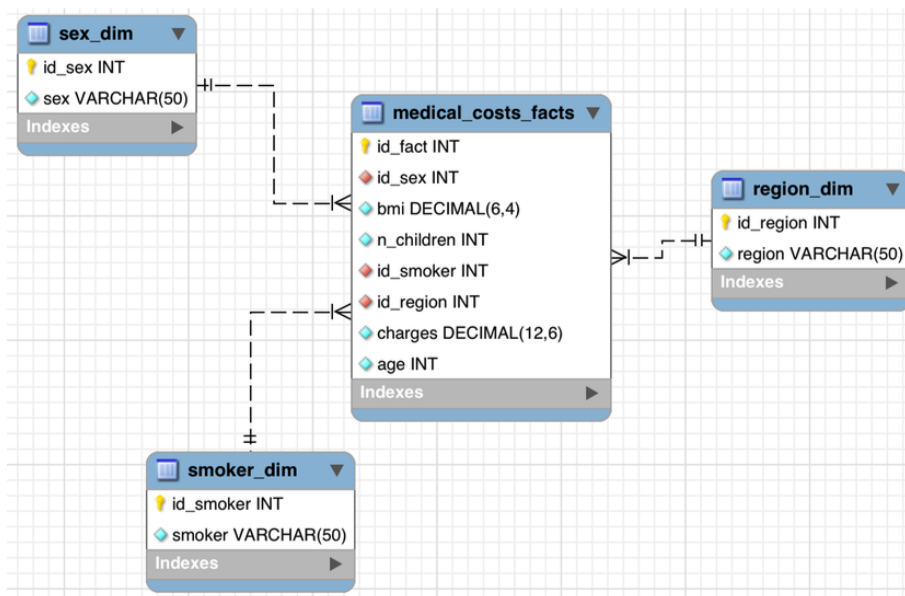 sex_dim
id_sex INT
sex VARCHAR(50)
Indexes
medical_costs_facts
id_fact INT
id_sex INT
bmi DECIMAL(6,4)
n_children INT
id_smoker INT
id_region INT
charges DECIMAL(12,6)
age INT
Indexes
region_dim
id_region INT
region VARCHAR(50)
Indexes
smoker_dim
id_smoker INT
smoker VARCHAR(50)
Indexes